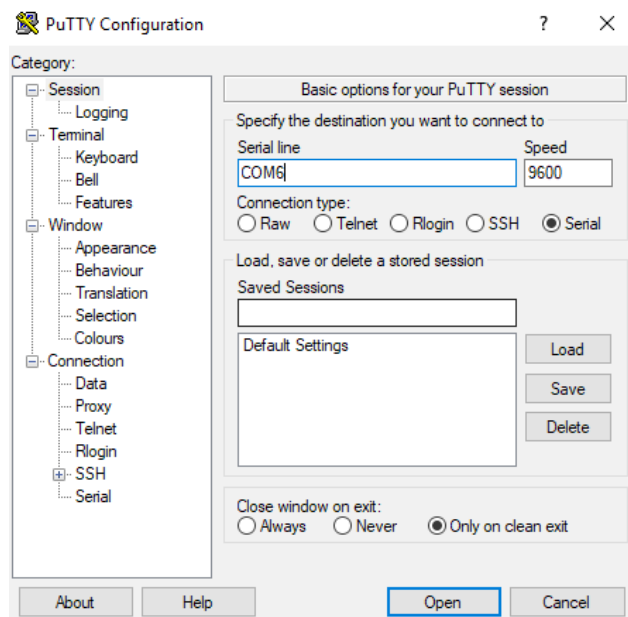 PuTTY Configuration
? 
Category:
Session
Logging
Terminal
Keyboard
Bell
Features
Window
Appearance
Behaviour
Translation
Selection
Colours
Connection
Data
Proxy
Telnet
Rlogin
SSH
Serial
Basic options for your PuTTY session
Specify the destination you want to connect to
Serial line Speed
COM6 9600
Connection type:
Raw Telnet Rlogin SSH Serial
Load, save or delete a stored session
Saved Sessions
Default Settings
Load
Save
Delete
Close window on exit:
Always Never Only on clean exit
About Help Open Cancel